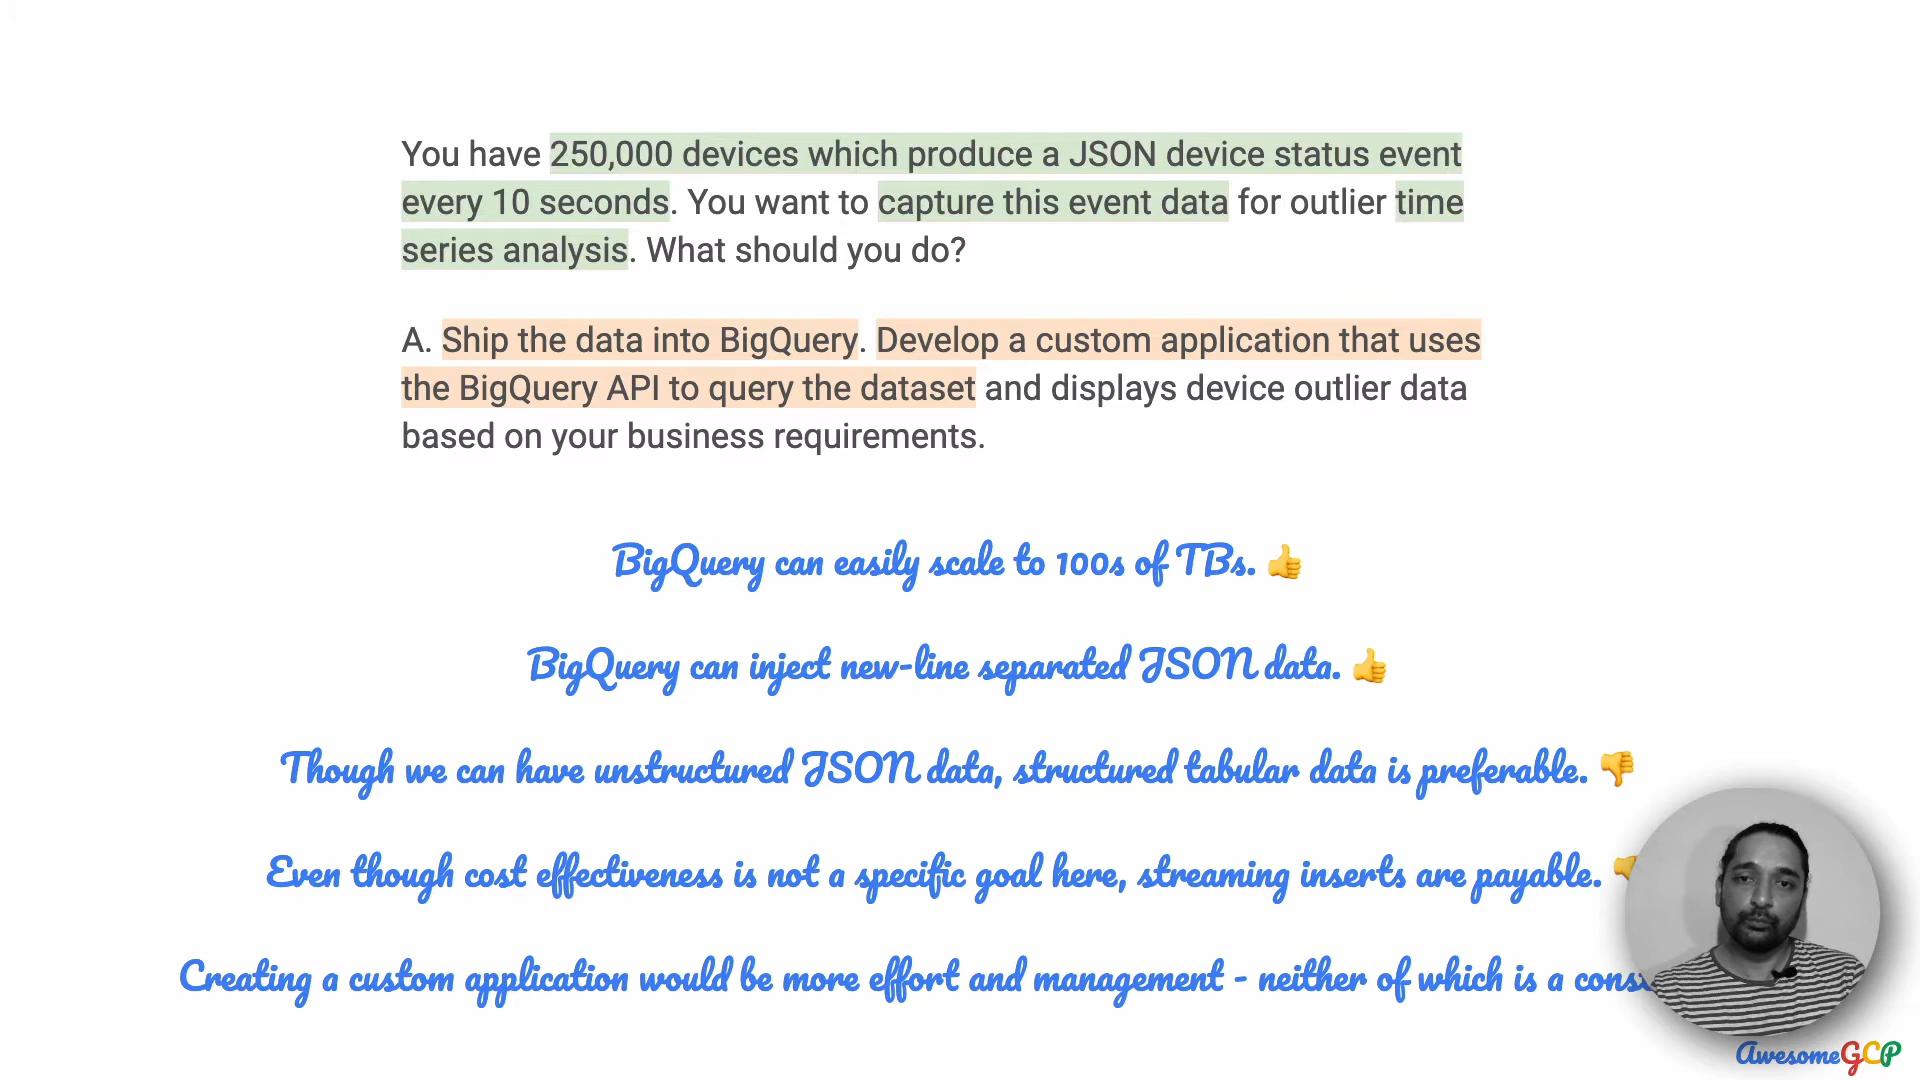 You have 250,000 devices which produce a JSON device status event
every 10 seconds. You want to capture this event data for outlier time
series analysis. What should you do?
A. Ship the data into BigQuery. Develop a custom application that uses
the BigQuery API to query the dataset and displays device outlier data
based on your business requirements.
BigQuery can easily scale to 100s of TBs. 👍
BigQuery can inject new-line separated JSON data. 👍
Though we can have unstructured JSON data, structured tabular data is preferable. 👎
Even though cost effectiveness is not a specific goal here, streaming inserts are payable. 👎
Creating a custom application would be more effort and management - neither of which is a
AwesomeGCP